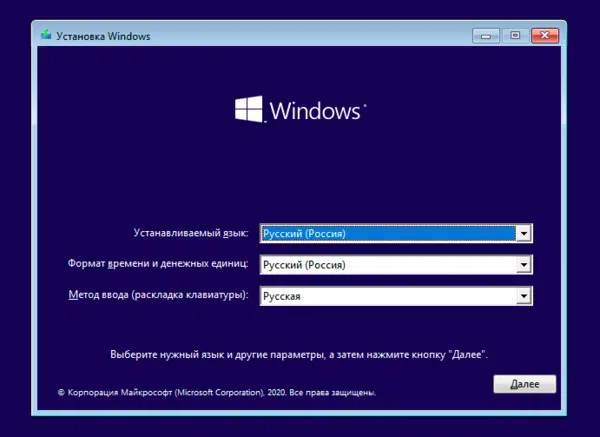 Установка Windows
Windows
Устанавливаемый язык: Русский (Россия)
Формат времени и денежных единиц: Русский (Россия)
Метод ввода (раскладка клавиатуры): Русская
Выберите нужный язык и другие параметры, а затем нажмите кнопку "Далее".
Далее
© Корпорация Майкрософт (Microsoft Corporation), 2020. Все права защищены.